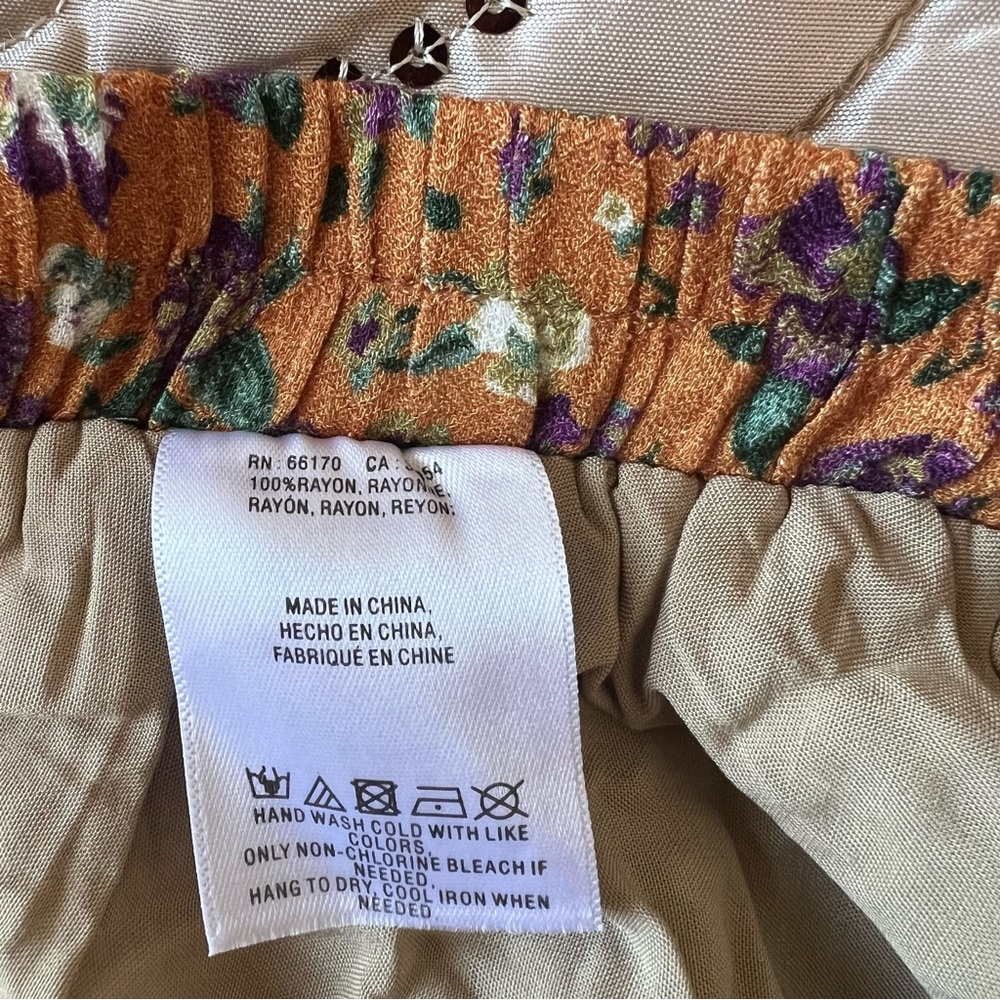 RN: 66170 CA:
100%RAYON, RAYONNE.
RAYÓN, RAYON, REYON:
MADE IN CHINA,
HECHO EN CHINA,
FABRIQUÉ EN CHINE
HAND WASH COLD WITH LIKE
COLORS,
ONLY NON-CHLORINE BLEACH IF
NEEDED,
HANG TO DRY, COOL IRON WHEN
NEEDED